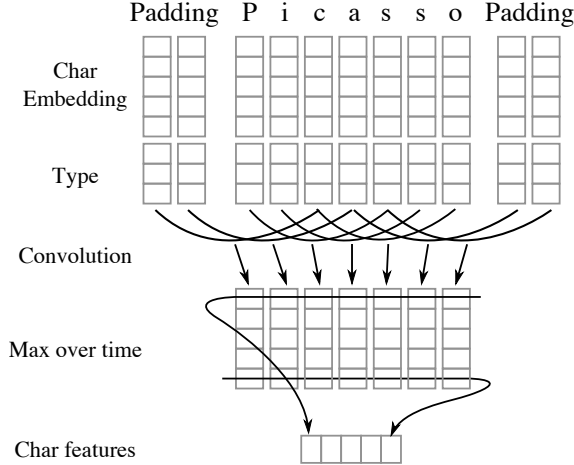 Padding P i c a s s o Padding
Char
Embedding
Type
Convolution
Max over time
Char features